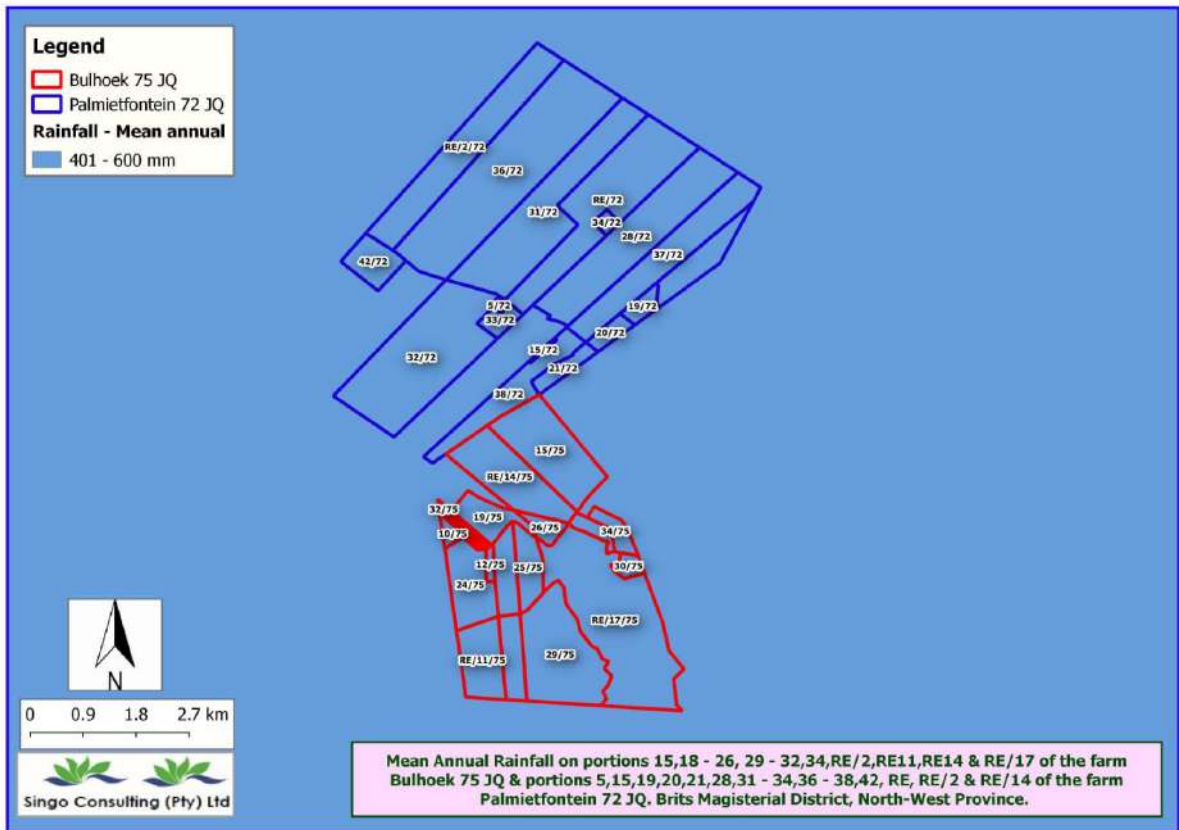 Legend
Bulhoek 75 JQ
Palmietfontein 72 JQ
Rainfall - Mean annual
401 - 600 mm
RE/2/72
36/72
31/72
RE/72
34/72
28/72
37/72
42/72
5/72
33/72
19/72
20/72
32/72
15/72
21/72
38/72
15/75
RE/14/75
32/75
19/75
10/75
26/75
34/75
12/75
25/75
30/75
24/75
RE/17/75
RE/11/75
29/75
N
0 0.9 1.8 2.7 km
Singo Consulting (Pty) Ltd
Mean Annual Rainfall on portions 15,18 - 26, 29 - 32,34,RE/2,RE11,RE14 & RE/17 of the farm
Bulhoek 75 JQ & portions 5,15,19,20,21,28,31 - 34,36 - 38,42, RE, RE/2 & RE/14 of the farm
Palmietfontein 72 JQ. Brits Magisterial District, North-West Province.